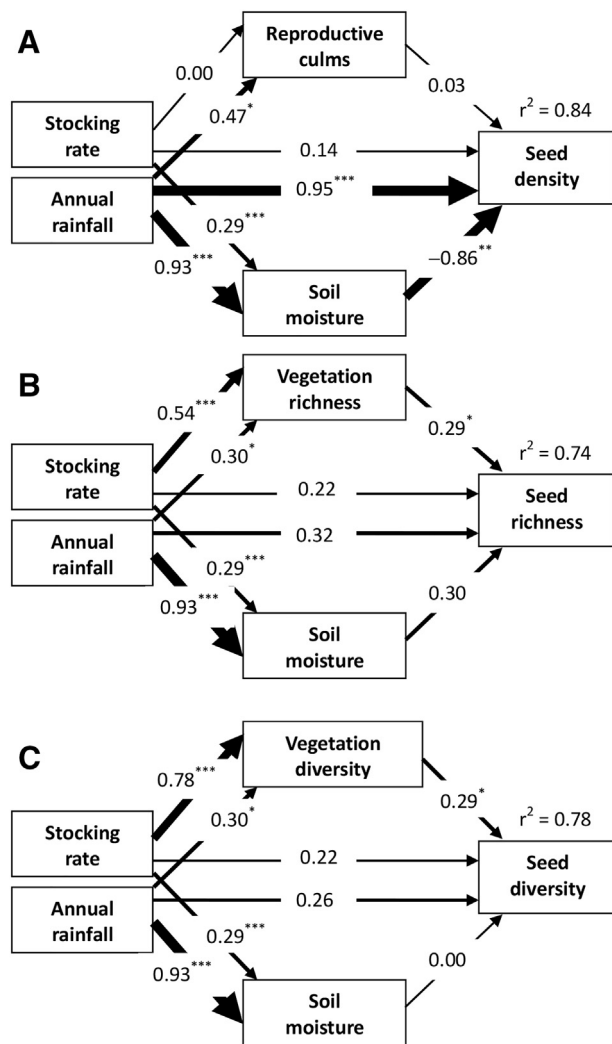 A
Reproductive
culms
0.00
0.47*
0.03
r² = 0.84
Stocking
rate
0.14
Seed
density
Annual
rainfall
0.95***
0.29***
0.93***
−0.86**
Soil
moisture
B
Vegetation
richness
0.54***
0.30*
0.29*
r² = 0.74
Stocking
rate
0.22
Seed
richness
Annual
rainfall
0.32
0.29***
0.93***
0.30
Soil
moisture
C
Vegetation
diversity
0.78***
0.30*
0.29*
r² = 0.78
Stocking
rate
0.22
Seed
diversity
Annual
rainfall
0.26
0.29***
0.93***
0.00
Soil
moisture